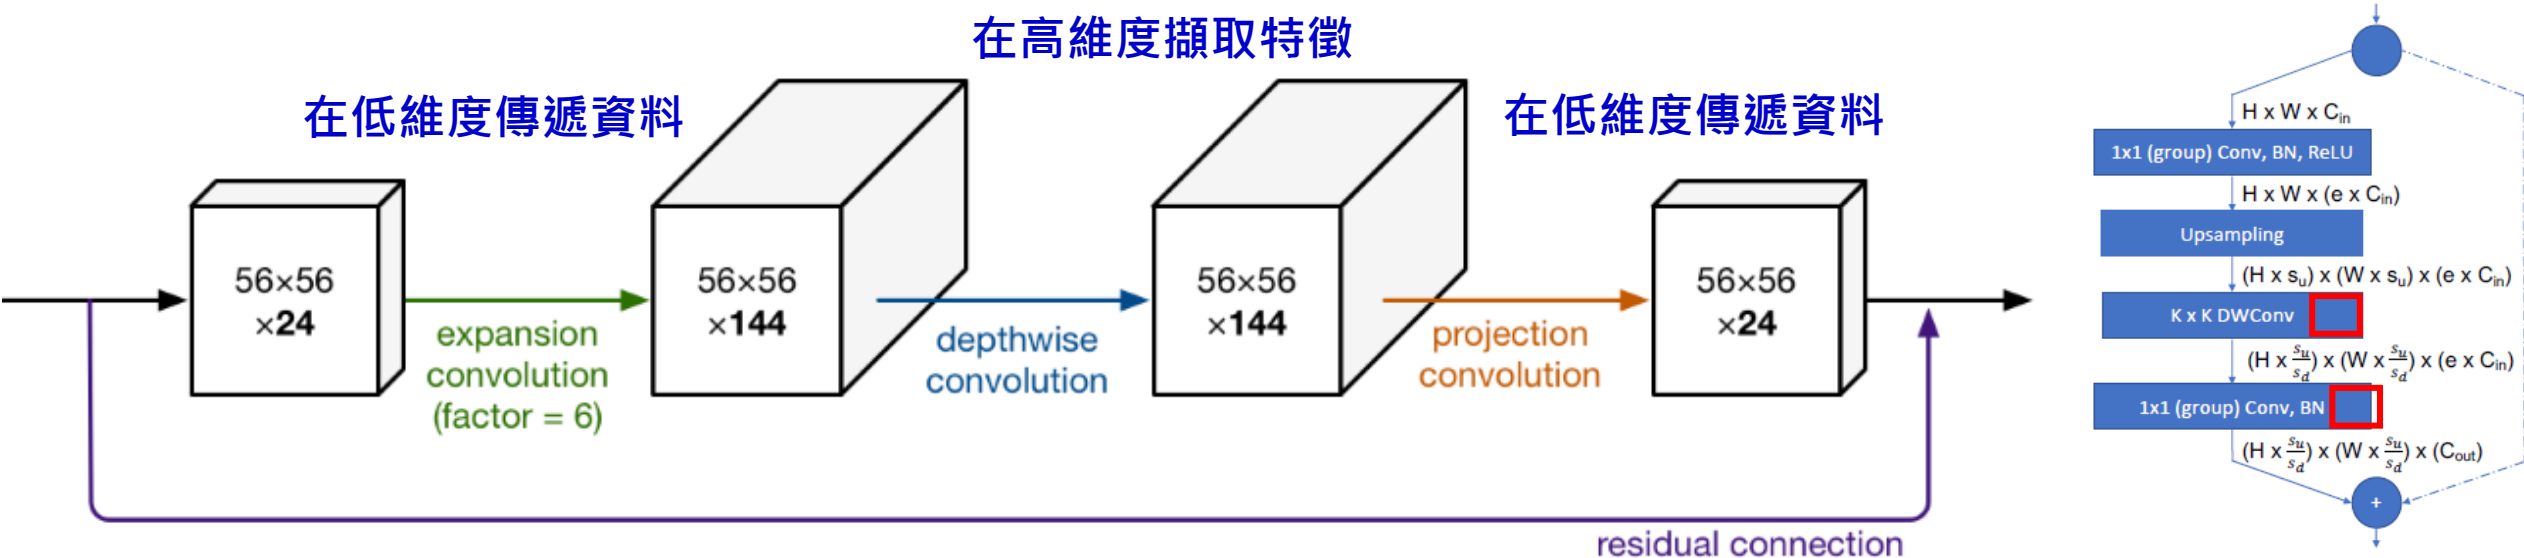 在高維度擷取特徵
在低維度傳遞資料
在低維度傳遞資料
56×56
×24
expansion
convolution
(factor = 6)
56×56
×144
depthwise
convolution
56×56
×144
projection
convolution
56×56
×24
residual connection
H x W x Cin
1x1 (group) Conv, BN, ReLU
H x W x (e x Cin)
Upsampling
(H x su) x (W x su) x (e x Cin)
K x K DWConv
(H x su/sd) x (W x su/sd) x (e x Cin)
1x1 (group) Conv, BN
(H x su/sd) x (W x su/sd) x (Cout)
+